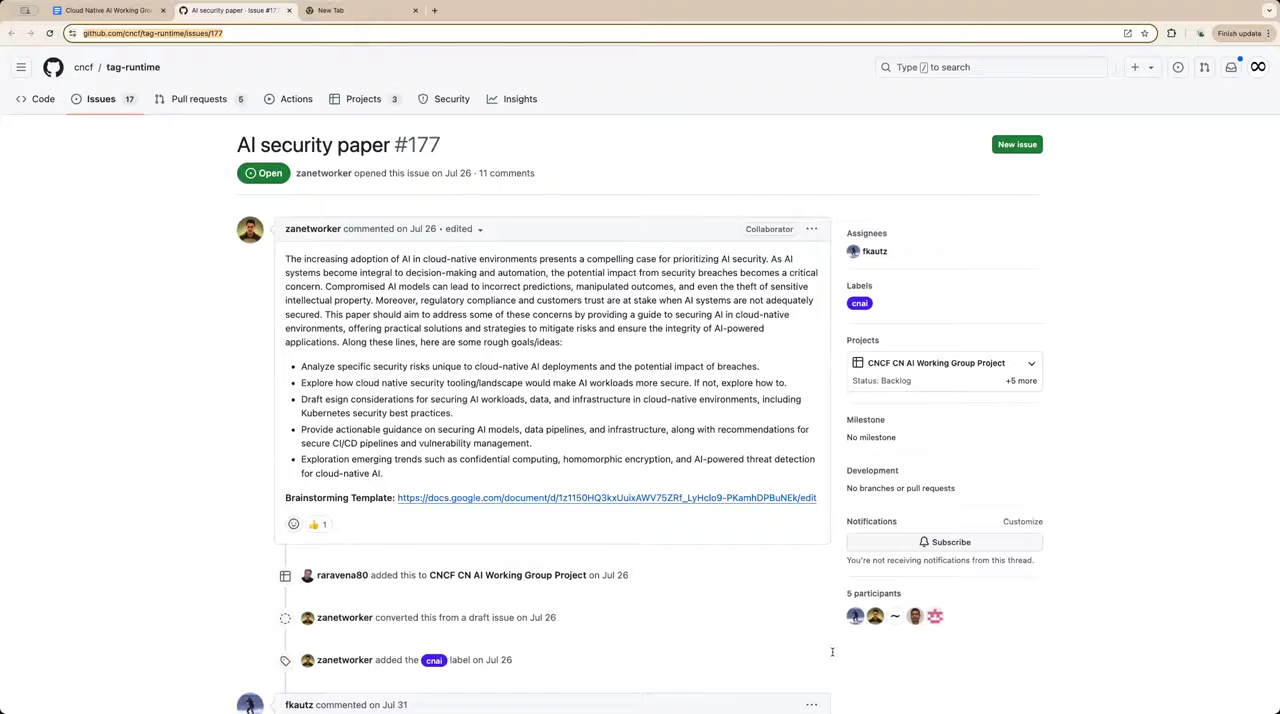 Cloud Native AI Working Gro
AI security paper · Issue #177
New Tab
github.com/cncf/tag-runtime/issues/177
Finish update
cncf / tag-runtime
Type / to search
Code
Issues 17
Pull requests 5
Actions
Projects 3
Security
Insights
AI security paper #177
New issue
Open
zanetworker opened this issue on Jul 26 · 11 comments
zanetworker commented on Jul 26 • edited
Collaborator
The increasing adoption of AI in cloud-native environments presents a compelling case for prioritizing AI security. As AI
systems become integral to decision-making and automation, the potential impact from security breaches becomes a critical
concern. Compromised AI models can lead to incorrect predictions, manipulated outcomes, and even the theft of sensitive
intellectual property. Moreover, regulatory compliance and customers trust are at stake when AI systems are not adequately
secured. This paper should aim to address some of these concerns by providing a guide to securing AI in cloud-native
environments, offering practical solutions and strategies to mitigate risks and ensure the integrity of AI-powered
applications. Along these lines, here are some rough goals/ideas:
• Analyze specific security risks unique to cloud-native AI deployments and the potential impact of breaches.
• Explore how cloud native security tooling/landscape would make AI workloads more secure. If not, explore how to.
• Draft esign considerations for securing AI workloads, data, and infrastructure in cloud-native environments, including
Kubernetes security best practices.
• Provide actionable guidance on securing AI models, data pipelines, and infrastructure, along with recommendations for
secure CI/CD pipelines and vulnerability management.
• Exploration emerging trends such as confidential computing, homomorphic encryption, and AI-powered threat detection
for cloud-native AI.
Brainstorming Template: https://docs.google.com/document/d/1z1150HQ3kxUuixAWV75ZRf_LyHclo9-PKamhDPBuNEk/edit
👍 1
raravena80 added this to CNCF CN AI Working Group Project on Jul 26
zanetworker converted this from a draft issue on Jul 26
zanetworker added the cnai label on Jul 26
fkautz commented on Jul 31
Assignees
fkautz
Labels
cnai
Projects
CNCF CN AI Working Group Project
Status: Backlog
+5 more
Milestone
No milestone
Development
No branches or pull requests
Notifications
Customize
Subscribe
You're not receiving notifications from this thread.
5 participants